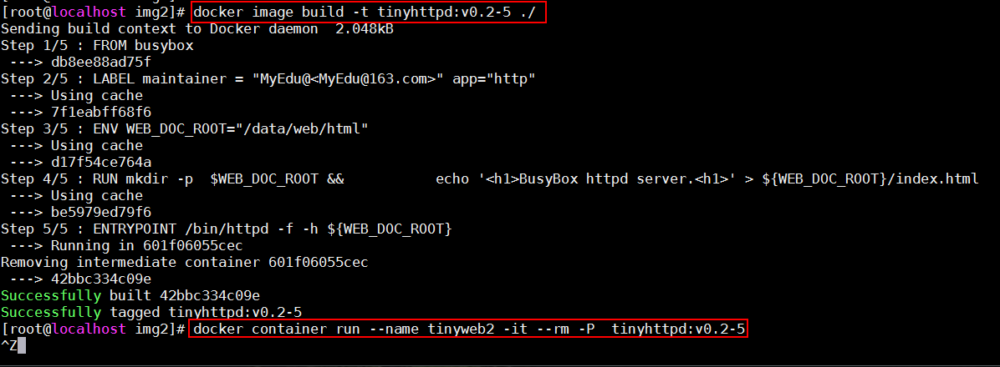 [root@localhost img2]# docker image build -t tinyhttpd:v0.2-5 ./
Sending build context to Docker daemon  2.048kB
Step 1/5 : FROM busybox
 ---> db8ee88ad75f
Step 2/5 : LABEL maintainer = "MyEdu@<MyEdu@163.com>" app="http"
 ---> Using cache
 ---> 7f1eabff68f6
Step 3/5 : ENV WEB_DOC_ROOT="/data/web/html"
 ---> Using cache
 ---> d17f54ce764a
Step 4/5 : RUN mkdir -p  $WEB_DOC_ROOT &&           echo '<h1>BusyBox httpd server.<h1>' > ${WEB_DOC_ROOT}/index.html
 ---> Using cache
 ---> be5979ed79f6
Step 5/5 : ENTRYPOINT /bin/httpd -f -h ${WEB_DOC_ROOT}
 ---> Running in 601f06055cec
Removing intermediate container 601f06055cec
 ---> 42bbc334c09e
Successfully built 42bbc334c09e
Successfully tagged tinyhttpd:v0.2-5
[root@localhost img2]# docker container run --name tinyweb2 -it --rm -P  tinyhttpd:v0.2-5
^Z